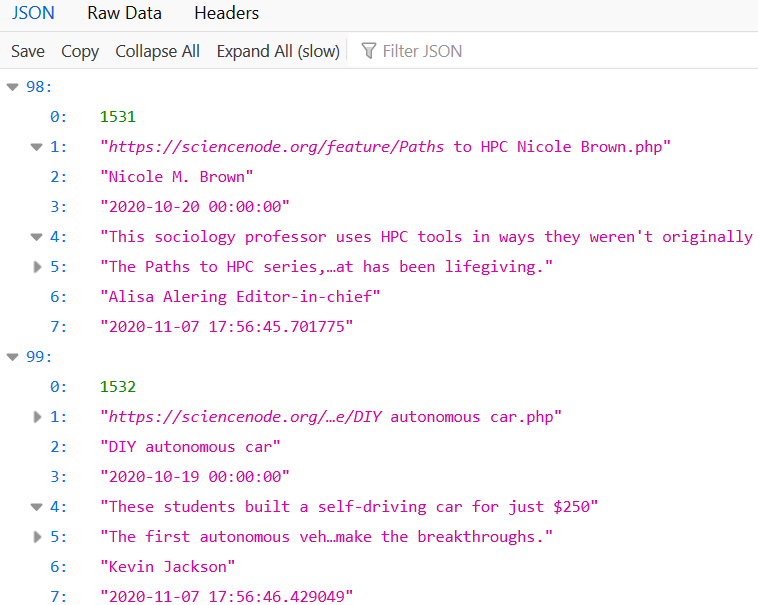 JSON Raw Data Headers
Save Copy Collapse All Expand All (slow) Filter JSON
98:
0: 1531
1: "https://sciencenode.org/feature/Paths to HPC Nicole Brown.php"
2: "Nicole M. Brown"
3: "2020-10-20 00:00:00"
4: "This sociology professor uses HPC tools in ways they weren't originally
5: "The Paths to HPC series,…at has been lifegiving."
6: "Alisa Alering Editor-in-chief"
7: "2020-11-07 17:56:45.701775"
99:
0: 1532
1: "https://sciencenode.org/…e/DIY autonomous car.php"
2: "DIY autonomous car"
3: "2020-10-19 00:00:00"
4: "These students built a self-driving car for just $250"
5: "The first autonomous veh…make the breakthroughs."
6: "Kevin Jackson"
7: "2020-11-07 17:56:46.429049"